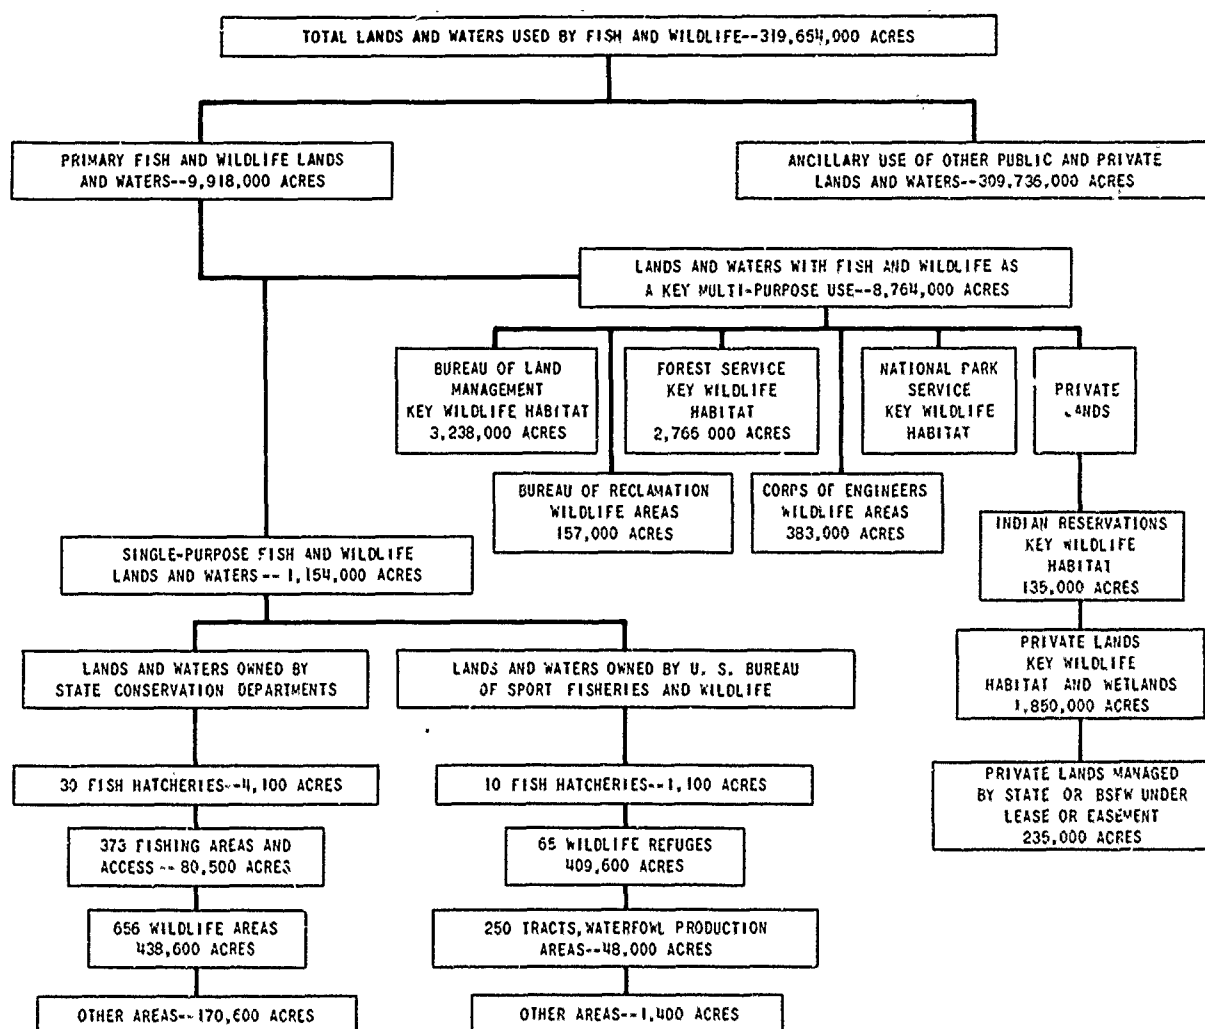 TOTAL LANDS AND WATERS USED BY FISH AND WILDLIFE--319,654,000 ACRES
PRIMARY FISH AND WILDLIFE LANDS
AND WATERS--9,918,000 ACRES
ANCILLARY USE OF OTHER PUBLIC AND PRIVATE
LANDS AND WATERS--309,736,000 ACRES
LANDS AND WATERS WITH FISH AND WILDLIFE AS
A KEY MULTI-PURPOSE USE--8,764,000 ACRES
BUREAU OF LAND
MANAGEMENT
KEY WILDLIFE HABITAT
3,238,000 ACRES
FOREST SERVICE
KEY WILDLIFE
HABITAT
2,766 000 ACRES
NATIONAL PARK
SERVICE
KEY WILDLIFE
HABITAT
PRIVATE
LANDS
BUREAU OF RECLAMATION
WILDLIFE AREAS
157,000 ACRES
CORPS OF ENGINEERS
WILDLIFE AREAS
383,000 ACRES
INDIAN RESERVATIONS
KEY WILDLIFE
HABITAT
135,000 ACRES
SINGLE-PURPOSE FISH AND WILDLIFE
LANDS AND WATERS-- 1,154,000 ACRES
PRIVATE LANDS
KEY WILDLIFE
HABITAT AND WETLANDS
1,850,000 ACRES
LANDS AND WATERS OWNED BY
STATE CONSERVATION DEPARTMENTS
LANDS AND WATERS OWNED BY U. S. BUREAU
OF SPORT FISHERIES AND WILDLIFE
PRIVATE LANDS MANAGED
BY STATE OR BSFW UNDER
LEASE OR EASEMENT
235,000 ACRES
30 FISH HATCHERIES--4,100 ACRES
10 FISH HATCHERIES--1,100 ACRES
373 FISHING AREAS AND
ACCESS--80,500 ACRES
65 WILDLIFE REFUGES
409,600 ACRES
656 WILDLIFE AREAS
438,600 ACRES
250 TRACTS, WATERFOWL PRODUCTION
AREAS--48,000 ACRES
OTHER AREAS--170,600 ACRES
OTHER AREAS--1,400 ACRES